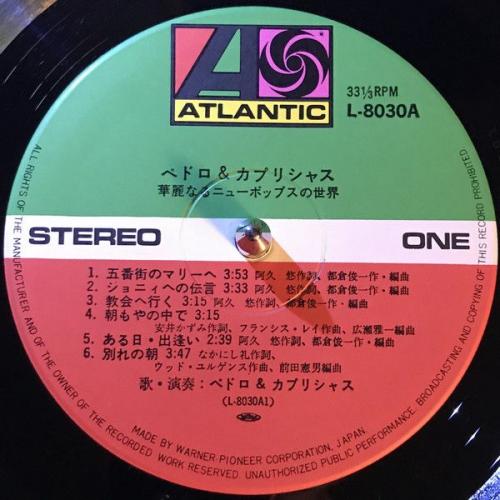 ATLANTIC
33 1/3 RPM
L-8030A
ペドロ & カプリシャス
華麗なるニューポップスの世界
STEREO
ONE
1. 五番街のマリーへ 3:53 阿久 悠作詞、都倉俊一作・編曲
2. ジョニィへの伝言 3:33 阿久 悠作詞、都倉俊一作・編曲
3. 教会へ行く 3:15 阿久 悠作詞、都倉俊一作・編曲
4. 朝もやの中で 3:15
安井かずみ作詞、フランシス・レイ作曲、広瀬雅一編曲
5. ある日・出逢い 2:39 阿久 悠作詞、都倉俊一作・編曲
6. 別れの朝 3:47 なかにし礼作詞、
ウッド・ユルゲンス作曲、前田憲男編曲
歌・演奏：ペドロ & カプリシャス
(L-8030A1)
MADE BY WARNER-PIONEER CORPORATION, JAPAN.
ALL RIGHTS OF THE MANUFACTURER AND OF THE OWNER OF THE RECORDED WORK RESERVED. UNAUTHORIZED PUBLIC PERFORMANCE, BROADCASTING AND COPYING OF THIS RECORD PROHIBITED.